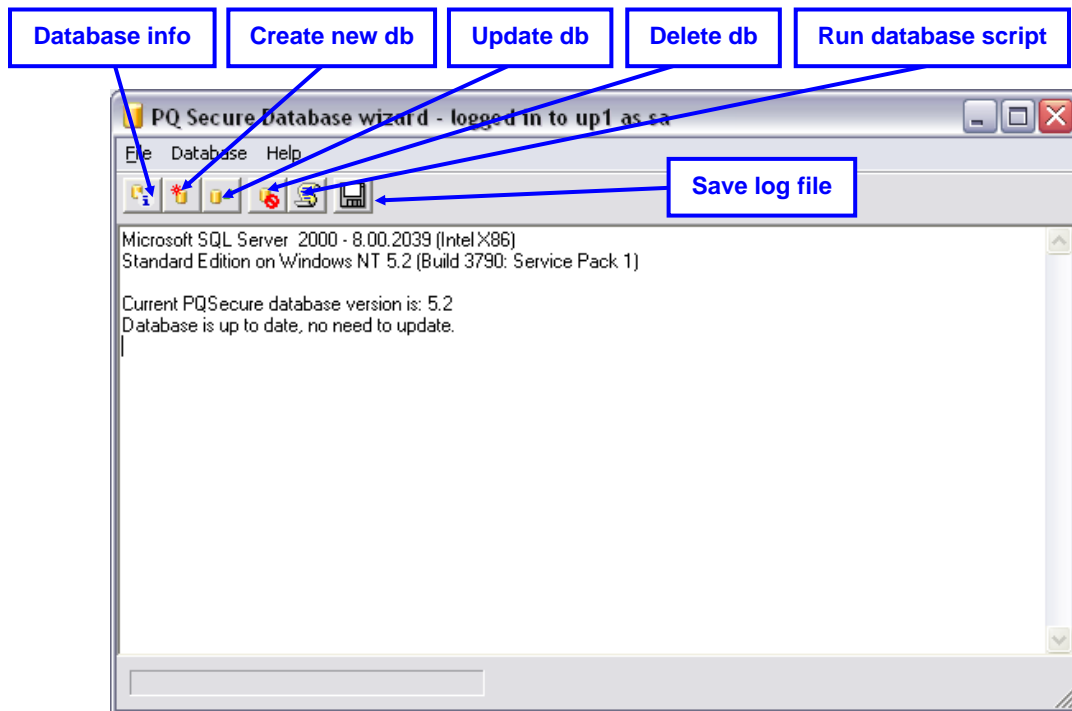 Database info
Create new db
Update db
Delete db
Run database script
PQ Secure Database wizard - logged in to up1 as sa
File Database Help
Save log file
Microsoft SQL Server 2000 - 8.00.2039 (Intel X86)
Standard Edition on Windows NT 5.2 (Build 3790: Service Pack 1)
Current PQSecure database version is: 5.2
Database is up to date, no need to update.